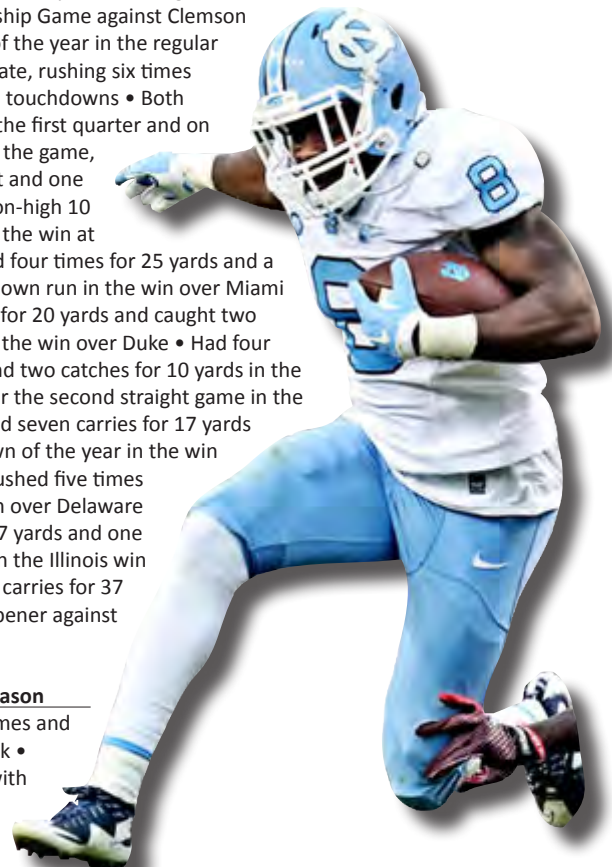 ship Game against Clemson
of the year in the regular
ate, rushing six times
touchdowns • Both
the first quarter and on
the game,
t and one
on-high 10
the win at
d four times for 25 yards and a
own run in the win over Miami
for 20 yards and caught two
the win over Duke • Had four
nd two catches for 10 yards in the
r the second straight game in the
d seven carries for 17 yards
wn of the year in the win
ushed five times
n over Delaware
7 yards and one
n the Illinois win
carries for 37
pener against
ason
mes and
k •
with
8
8